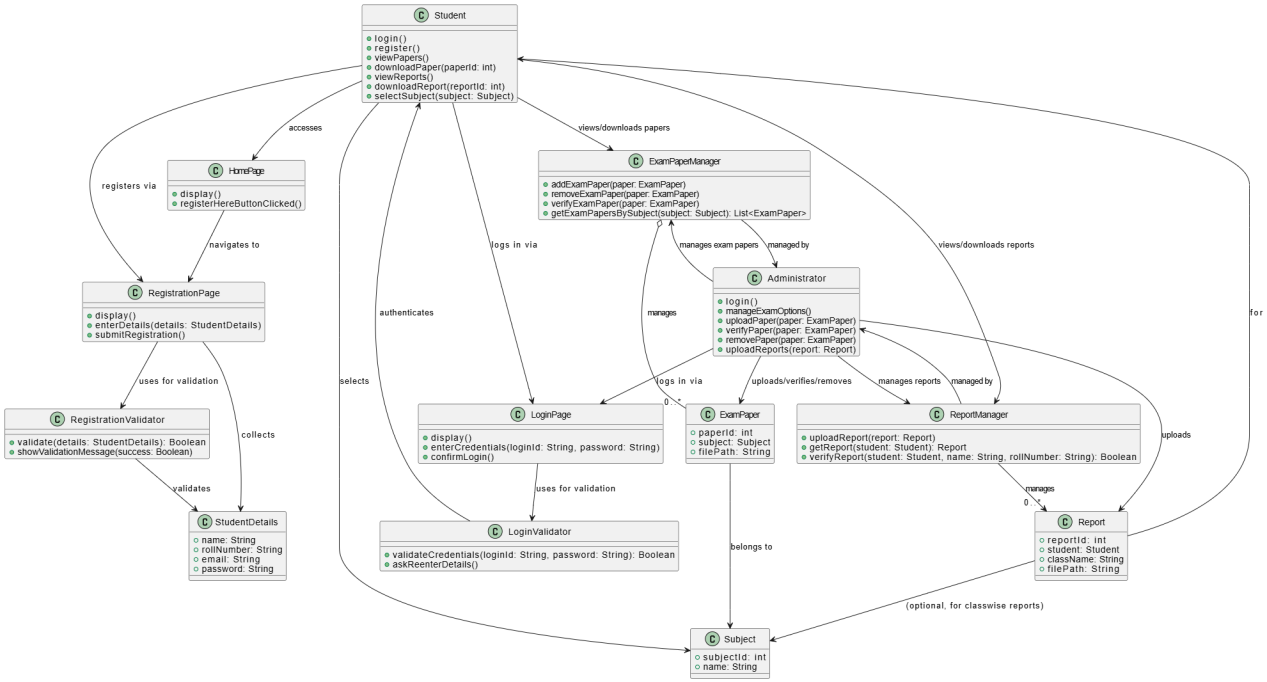 C Student
login()
register()
viewPapers()
downloadPaper(paperId: int)
viewReports()
downloadReport(reportId: int)
selectSubject(subject: Subject)
accesses
views/downloads papers
C HomePage
display()
registerHereButtonClicked()
C ExamPaperManager
addExamPaper(paper: ExamPaper)
removeExamPaper(paper: ExamPaper)
verifyExamPaper(paper: ExamPaper)
getExamPapersBySubject(subject: Subject): List<ExamPaper>
registers via
navigates to
logs in via
manages exam papers
managed by
views/downloads reports
C RegistrationPage
display()
enterDetails(details: StudentDetails)
submitRegistration()
C Administrator
login()
manageExamOptions()
uploadPaper(paper: ExamPaper)
verifyPaper(paper: ExamPaper)
removePaper(paper: ExamPaper)
uploadReports(report: Report)
authenticates
manages
for
uses for validation
selects
logs in via
uploads/verifies/removes
manages reports
managed by
0..*
C RegistrationValidator
validate(details: StudentDetails): Boolean
showValidationMessage(success: Boolean)
collects
C LoginPage
display()
enterCredentials(loginId: String, password: String)
confirmLogin()
C ExamPaper
paperId: int
subject: Subject
filePath: String
C ReportManager
uploadReport(report: Report)
getReport(student: Student): Report
verifyReport(student: Student, name: String, rollNumber: String): Boolean
uploads
validates
uses for validation
manages
0..*
C StudentDetails
name: String
rollNumber: String
email: String
password: String
C LoginValidator
validateCredentials(loginId: String, password: String): Boolean
askReenterDetails()
belongs to
C Report
reportId: int
student: Student
className: String
filePath: String
(optional, for classwise reports)
C Subject
subjectId: int
name: String